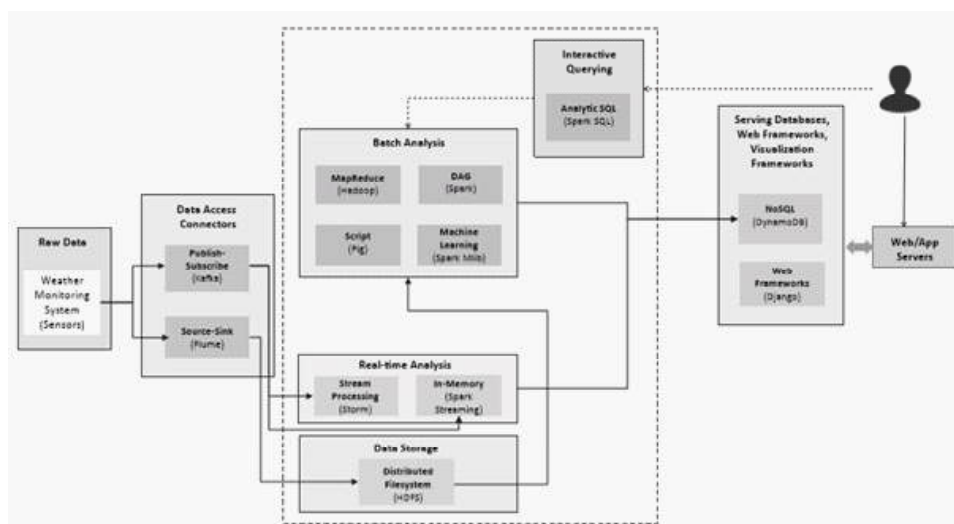 Raw Data
Weather
Monitoring
System
(Sensors)
Data Access
Connectors
Publish-
Subscribe
(Kafka)
Source-Sink
(Flume)
Batch Analysis
MapReduce
(Hadoop)
DAG
(Spark)
Script
(Pig)
Machine
Learning
(Spark Mlib)
Real-time Analysis
Stream
Processing
(Storm)
In-Memory
(Spark
Streaming)
Data Storage
Distributed
Filesystem
(HDFS)
Interactive
Querying
Analytic SQL
(Spark SQL)
Serving Databases,
Web Frameworks,
Visualization
Frameworks
NoSQL
(DynamoDB)
Web
Frameworks
(Django)
Web/App
Servers